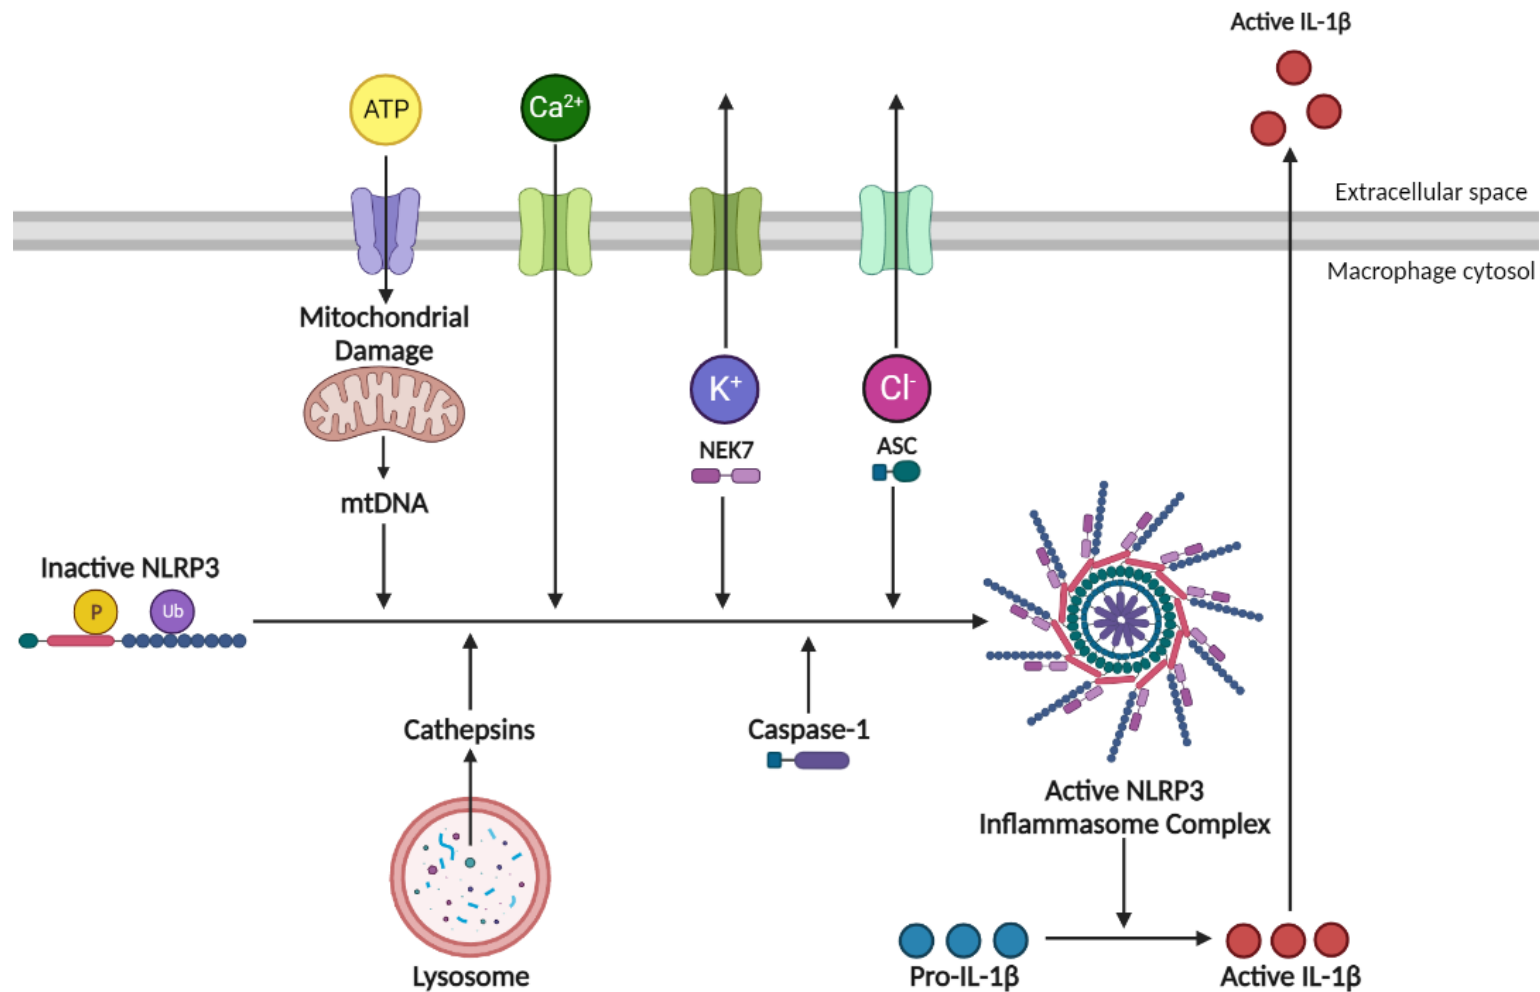 Active IL-1β
ATP
Ca²⁺
Extracellular space
Macrophage cytosol
Mitochondrial
Damage
K⁺
Cl⁻
NEK7
ASC
mtDNA
Inactive NLRP3
P
Ub
Cathepsins
Caspase-1
Active NLRP3
Inflammasome Complex
Lysosome
Pro-IL-1β
Active IL-1β